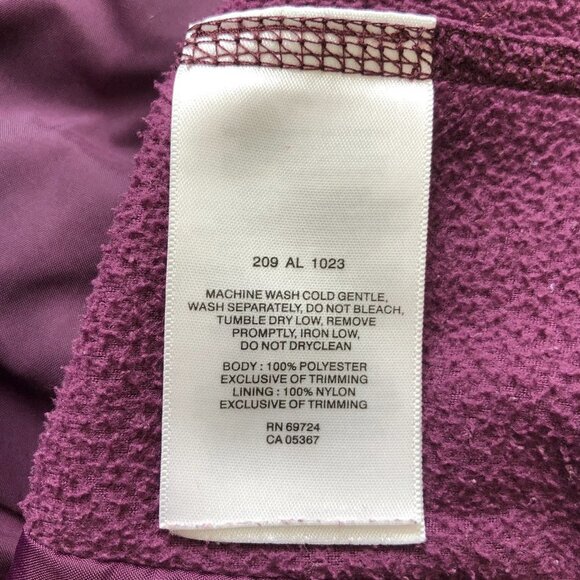 209 AL 1023
MACHINE WASH COLD GENTLE,
WASH SEPARATELY, DO NOT BLEACH,
TUMBLE DRY LOW, REMOVE
PROMPTLY, IRON LOW,
DO NOT DRYCLEAN
BODY : 100% POLYESTER
EXCLUSIVE OF TRIMMING
LINING : 100% NYLON
EXCLUSIVE OF TRIMMING
RN 69724
CA 05367